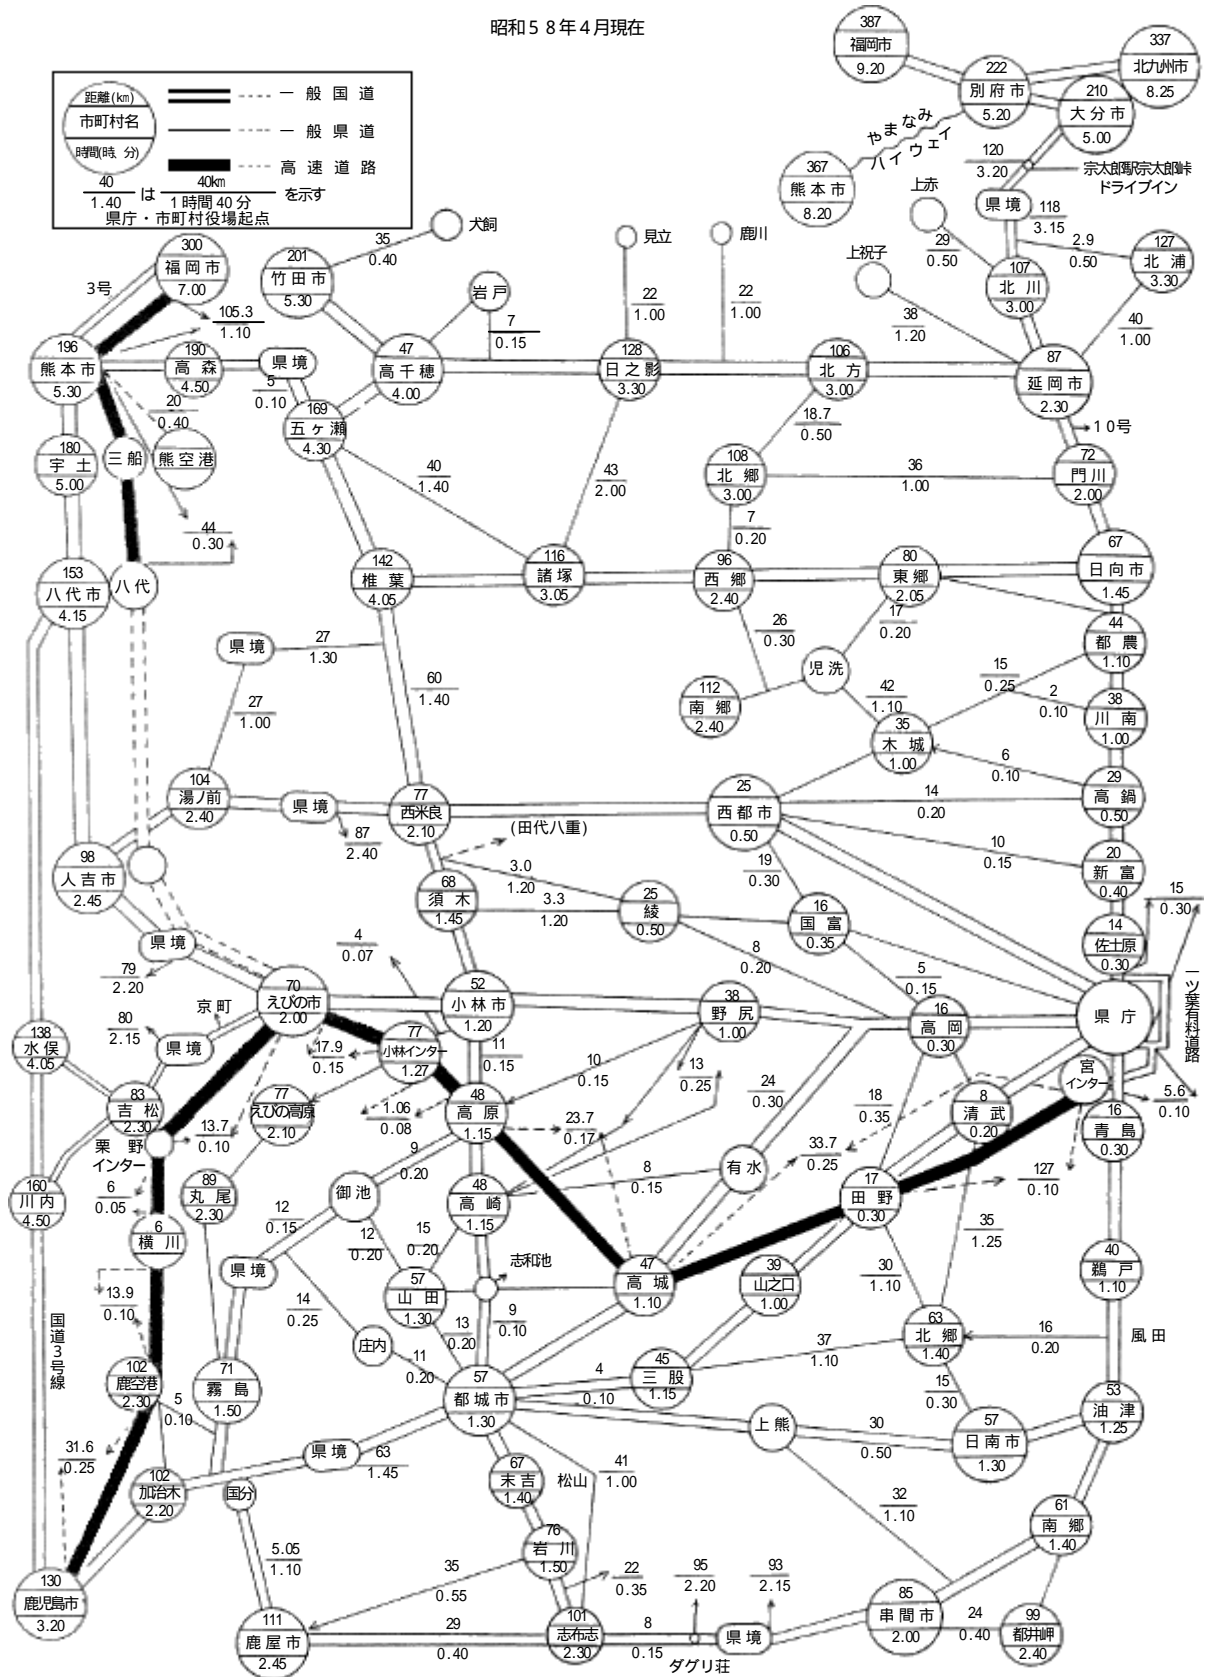 昭和58年4月現在
距離(km)
市町村名
時間(時、分)
一般国道
一般県道
高速道路
40
1.40
は
40km
1時間40分
を示す
県庁・市町村役場起点
387
福岡市
9.20
222
別府市
5.20
337
北九州市
8.25
210
大分市
5.00
やまなみ
ハイウェイ
367
熊本市
8.20
120
3.20
宗太郎駅宗太郎峠
ドライブイン
県境
118
3.15
上赤
29
0.50
2.9
0.50
127
北浦
3.30
107
北川
3.00
上祝子
38
1.20
40
1.00
犬飼
35
0.40
見立
22
1.00
鹿川
22
1.00
300
福岡市
7.00
3号
105.3
1.10
201
竹田市
5.30
岩戸
7
0.15
196
熊本市
5.30
190
高森
4.50
県境
5
0.10
47
高千穂
4.00
128
日之影
3.30
106
北方
3.00
87
延岡市
2.30
10号
20
0.40
169
五ヶ瀬
4.30
18.7
0.50
180
宇土
5.00
三船
熊空港
40
1.40
43
2.00
108
北郷
3.00
36
1.00
72
門川
2.00
44
0.30
7
0.20
153
八代市
4.15
八代
142
椎葉
4.05
116
諸塚
3.05
96
西郷
2.40
80
東郷
2.05
67
日向市
1.45
県境
27
1.30
26
0.30
17
0.20
44
都農
1.10
児洗
27
1.00
60
1.40
112
南郷
2.40
42
1.10
15
0.25
2
0.10
38
川南
1.00
35
木城
1.00
6
0.10
104
湯ノ前
2.40
県境
87
2.40
77
西米良
2.10
25
西都市
0.50
14
0.20
29
高鍋
0.50
(田代八重)
10
0.15
98
人吉市
2.45
3.0
1.20
19
0.30
20
新富
0.40
68
須木
1.45
3.3
1.20
25
綾
0.50
16
国富
0.35
15
0.30
14
佐土原
0.30
県境
4
0.07
8
0.20
5
0.15
79
2.20
70
えびの市
2.00
52
小林市
1.20
38
野尻
1.00
16
高岡
0.30
県庁
一ツ葉有料道路
京町
80
2.15
県境
138
水俣
4.05
17.9
0.15
77
小林インター
1.27
11
0.15
10
0.15
13
0.25
24
0.30
18
0.35
宮
インター
5.6
0.10
83
吉松
2.30
77
えびの高原
2.10
1.06
0.08
48
高原
1.15
23.7
0.17
8
清武
0.20
16
青島
0.30
栗野
インター
13.7
0.10
9
0.20
33.7
0.25
6
0.05
160
川内
4.50
89
丸尾
2.30
御池
8
0.15
有水
17
田野
0.30
127
0.10
12
0.15
12
0.20
15
0.20
48
高崎
1.15
35
1.25
6
横川
県境
志和池
57
山田
1.30
47
高城
1.10
39
山之口
1.00
30
1.10
40
鵜戸
1.10
13.9
0.10
14
0.25
9
0.10
国道3号線
庄内
13
0.20
37
1.10
63
北郷
1.40
16
0.20
風田
11
0.20
102
鹿空港
2.30
71
霧島
1.50
57
都城市
1.30
4
0.10
45
三股
1.15
15
0.30
5
0.10
53
油津
1.25
上熊
30
0.50
57
日南市
1.30
31.6
0.25
県境
63
1.45
102
加治木
2.20
国分
67
末吉
1.40
松山
41
1.00
32
1.10
61
南郷
1.40
5.05
1.10
76
岩川
1.50
35
0.55
22
0.35
95
2.20
93
2.15
130
鹿児島市
3.20
111
鹿屋市
2.45
29
0.40
101
志布志
2.30
8
0.15
県境
ダグリ荘
85
串間市
2.00
24
0.40
99
都井岬
2.40